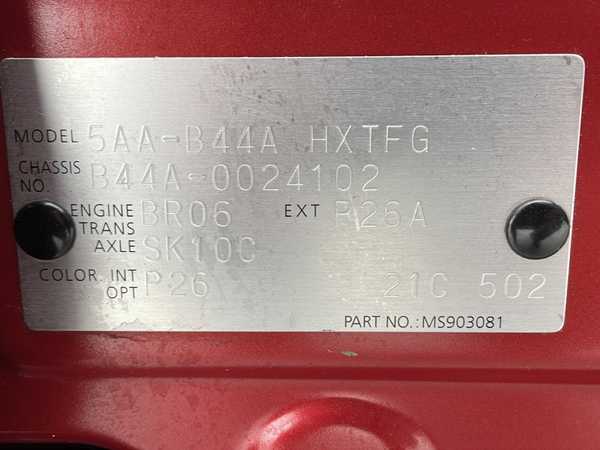 MODEL 5AA-B44A HXTFG
CHASSIS NO. B44A-0024102
ENGINE BR06 EXT P26A
TRANS AXLE SK10C
COLOR, INT OPT P26 21C 502
PART NO.:MS903081